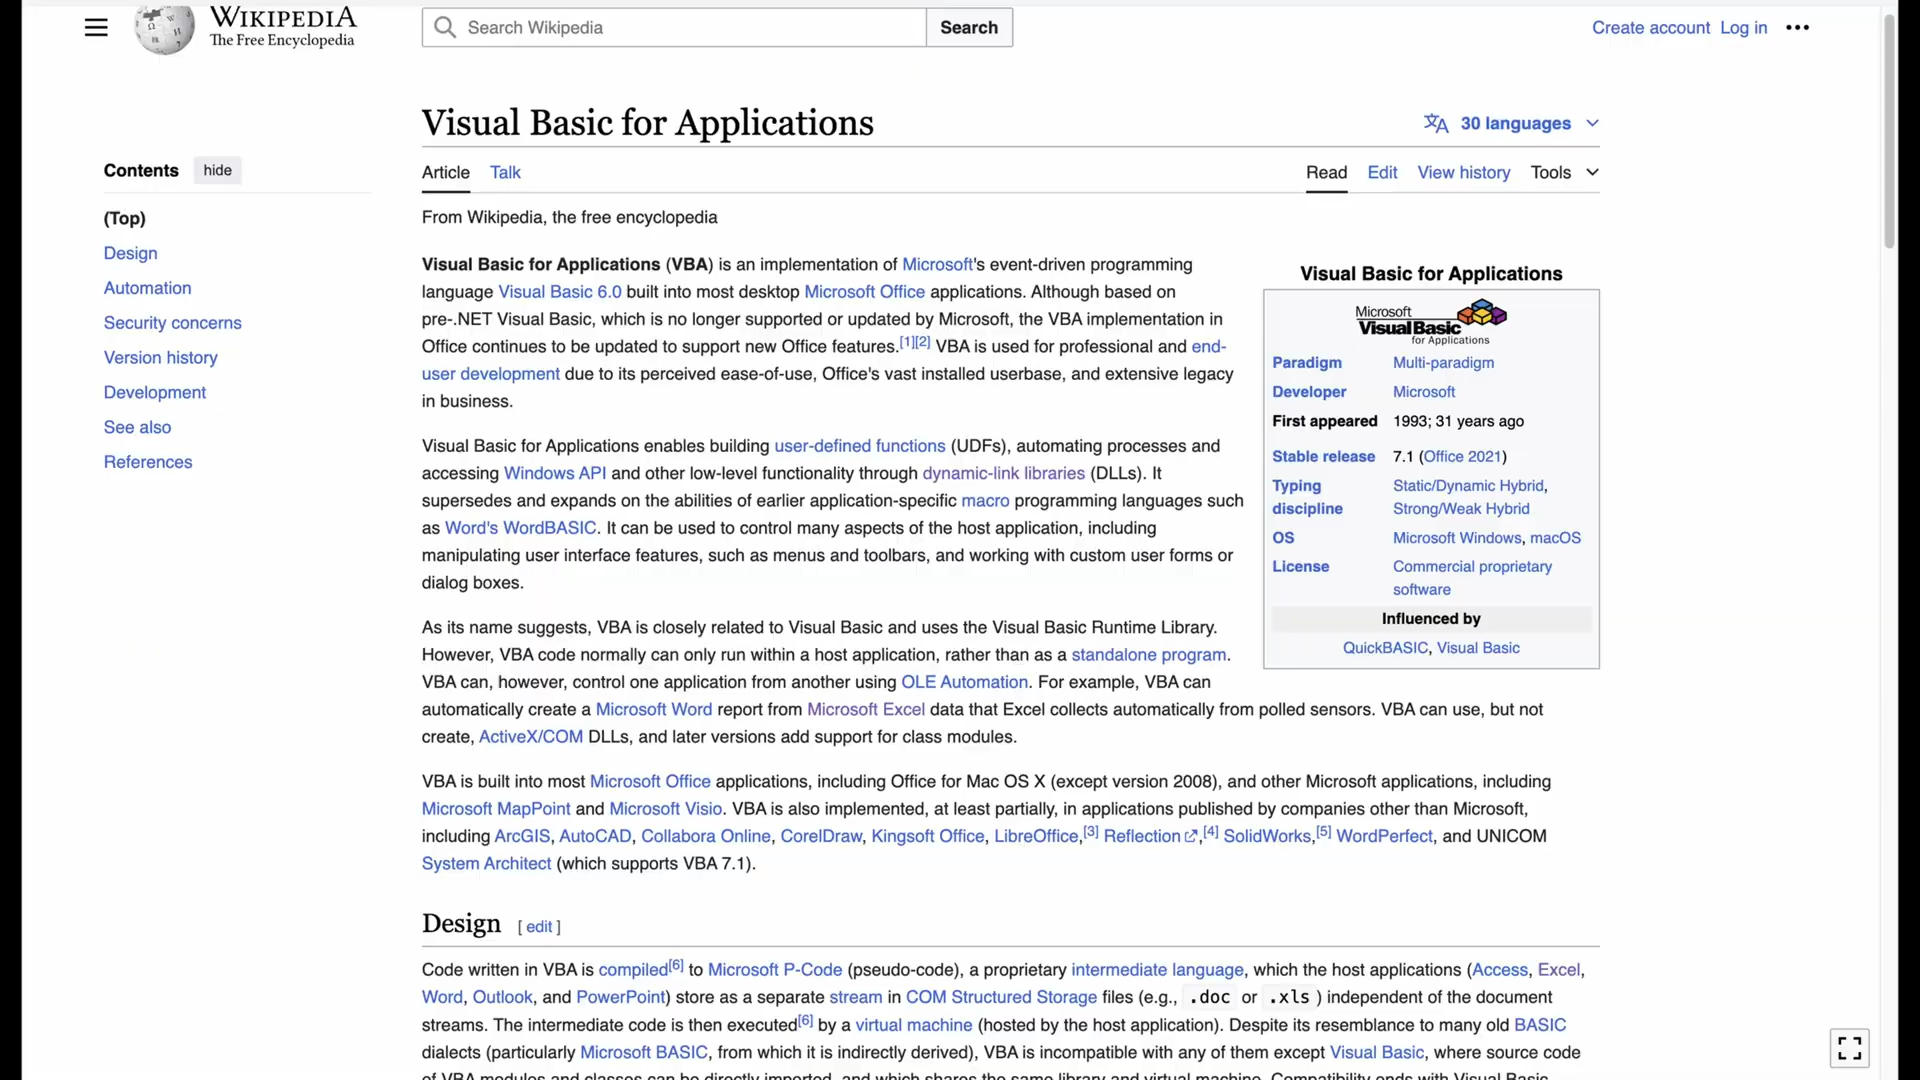 WIKIPEDIA
The Free Encyclopedia
Search Wikipedia
Search
Create account
Log in
Visual Basic for Applications
30 languages
Contents
hide
(Top)
Design
Automation
Security concerns
Version history
Development
See also
References
Article
Talk
Read
Edit
View history
Tools
From Wikipedia, the free encyclopedia
Visual Basic for Applications (VBA) is an implementation of Microsoft's event-driven programming
language Visual Basic 6.0 built into most desktop Microsoft Office applications. Although based on
pre-.NET Visual Basic, which is no longer supported or updated by Microsoft, the VBA implementation in
Office continues to be updated to support new Office features.[1][2] VBA is used for professional and end-
user development due to its perceived ease-of-use, Office's vast installed userbase, and extensive legacy
in business.
Visual Basic for Applications enables building user-defined functions (UDFs), automating processes and
accessing Windows API and other low-level functionality through dynamic-link libraries (DLLs). It
supersedes and expands on the abilities of earlier application-specific macro programming languages such
as Word's WordBASIC. It can be used to control many aspects of the host application, including
manipulating user interface features, such as menus and toolbars, and working with custom user forms or
dialog boxes.
As its name suggests, VBA is closely related to Visual Basic and uses the Visual Basic Runtime Library.
However, VBA code normally can only run within a host application, rather than as a standalone program.
VBA can, however, control one application from another using OLE Automation. For example, VBA can
automatically create a Microsoft Word report from Microsoft Excel data that Excel collects automatically from polled sensors. VBA can use, but not
create, ActiveX/COM DLLs, and later versions add support for class modules.
VBA is built into most Microsoft Office applications, including Office for Mac OS X (except version 2008), and other Microsoft applications, including
Microsoft MapPoint and Microsoft Visio. VBA is also implemented, at least partially, in applications published by companies other than Microsoft,
including ArcGIS, AutoCAD, Collabora Online, CorelDraw, Kingsoft Office, LibreOffice,[3] Reflection,[4] SolidWorks,[5] WordPerfect, and UNICOM
System Architect (which supports VBA 7.1).
Visual Basic for Applications
Microsoft
Visual Basic
for Applications
Paradigm Multi-paradigm
Developer Microsoft
First appeared 1993; 31 years ago
Stable release 7.1 (Office 2021)
Typing Static/Dynamic Hybrid,
discipline Strong/Weak Hybrid
OS Microsoft Windows, macOS
License Commercial proprietary
software
Influenced by
QuickBASIC, Visual Basic
Design [ edit ]
Code written in VBA is compiled[6] to Microsoft P-Code (pseudo-code), a proprietary intermediate language, which the host applications (Access, Excel,
Word, Outlook, and PowerPoint) store as a separate stream in COM Structured Storage files (e.g., .doc or .xls ) independent of the document
streams. The intermediate code is then executed[6] by a virtual machine (hosted by the host application). Despite its resemblance to many old BASIC
dialects (particularly Microsoft BASIC, from which it is indirectly derived), VBA is incompatible with any of them except Visual Basic, where source code
of VBA modules and classes can be directly imported, and which shares the same library and virtual machine. Compatibility ends with Visual Basic